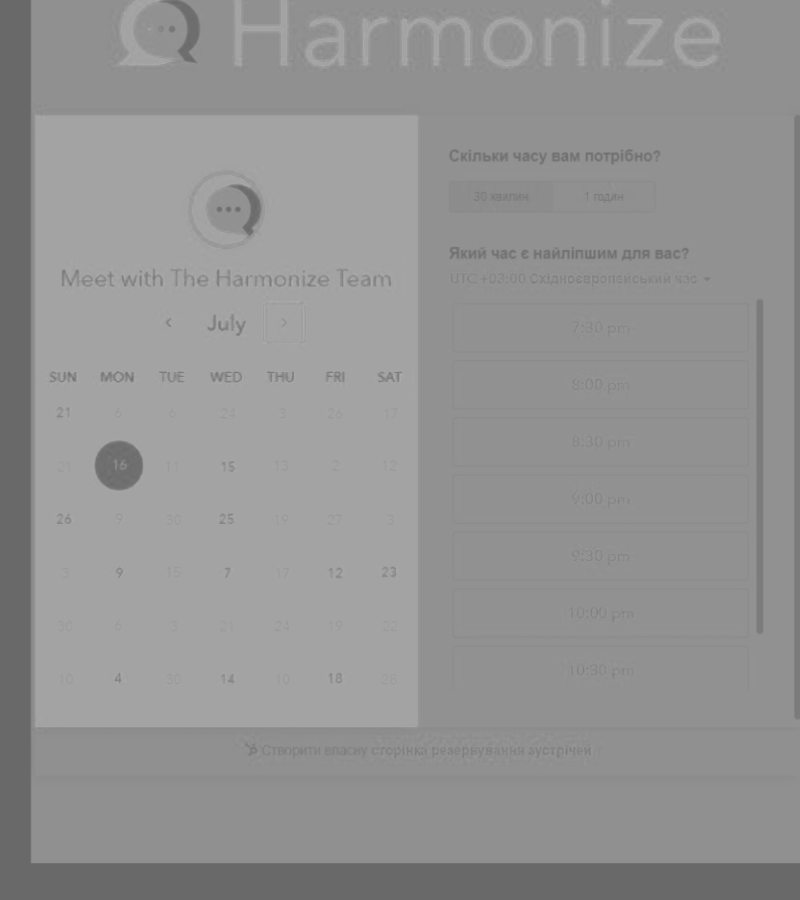 Harmonize
Meet with The Harmonize Team
‹ July ›
SUN MON TUE WED THU FRI SAT
21 6 6 24 3 26 17
21 16 11 15 13 2 12
26 9 30 25 19 27 3
3 9 15 7 17 12 23
30 6 3 21 24 19 22
10 4 30 14 10 18 26
Скільки часу вам потрібно?
30 хвилин 1 годин
Який час є найліпшим для вас?
UTC +03:00 Східноєвропейський час
7:30 pm
8:00 pm
8:30 pm
9:00 pm
9:30 pm
10:00 pm
10:30 pm
Створити власну сторінка резервування зустрічей